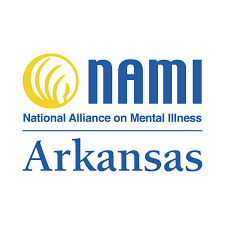 NAMI
National Alliance on Mental Illness
Arkansas